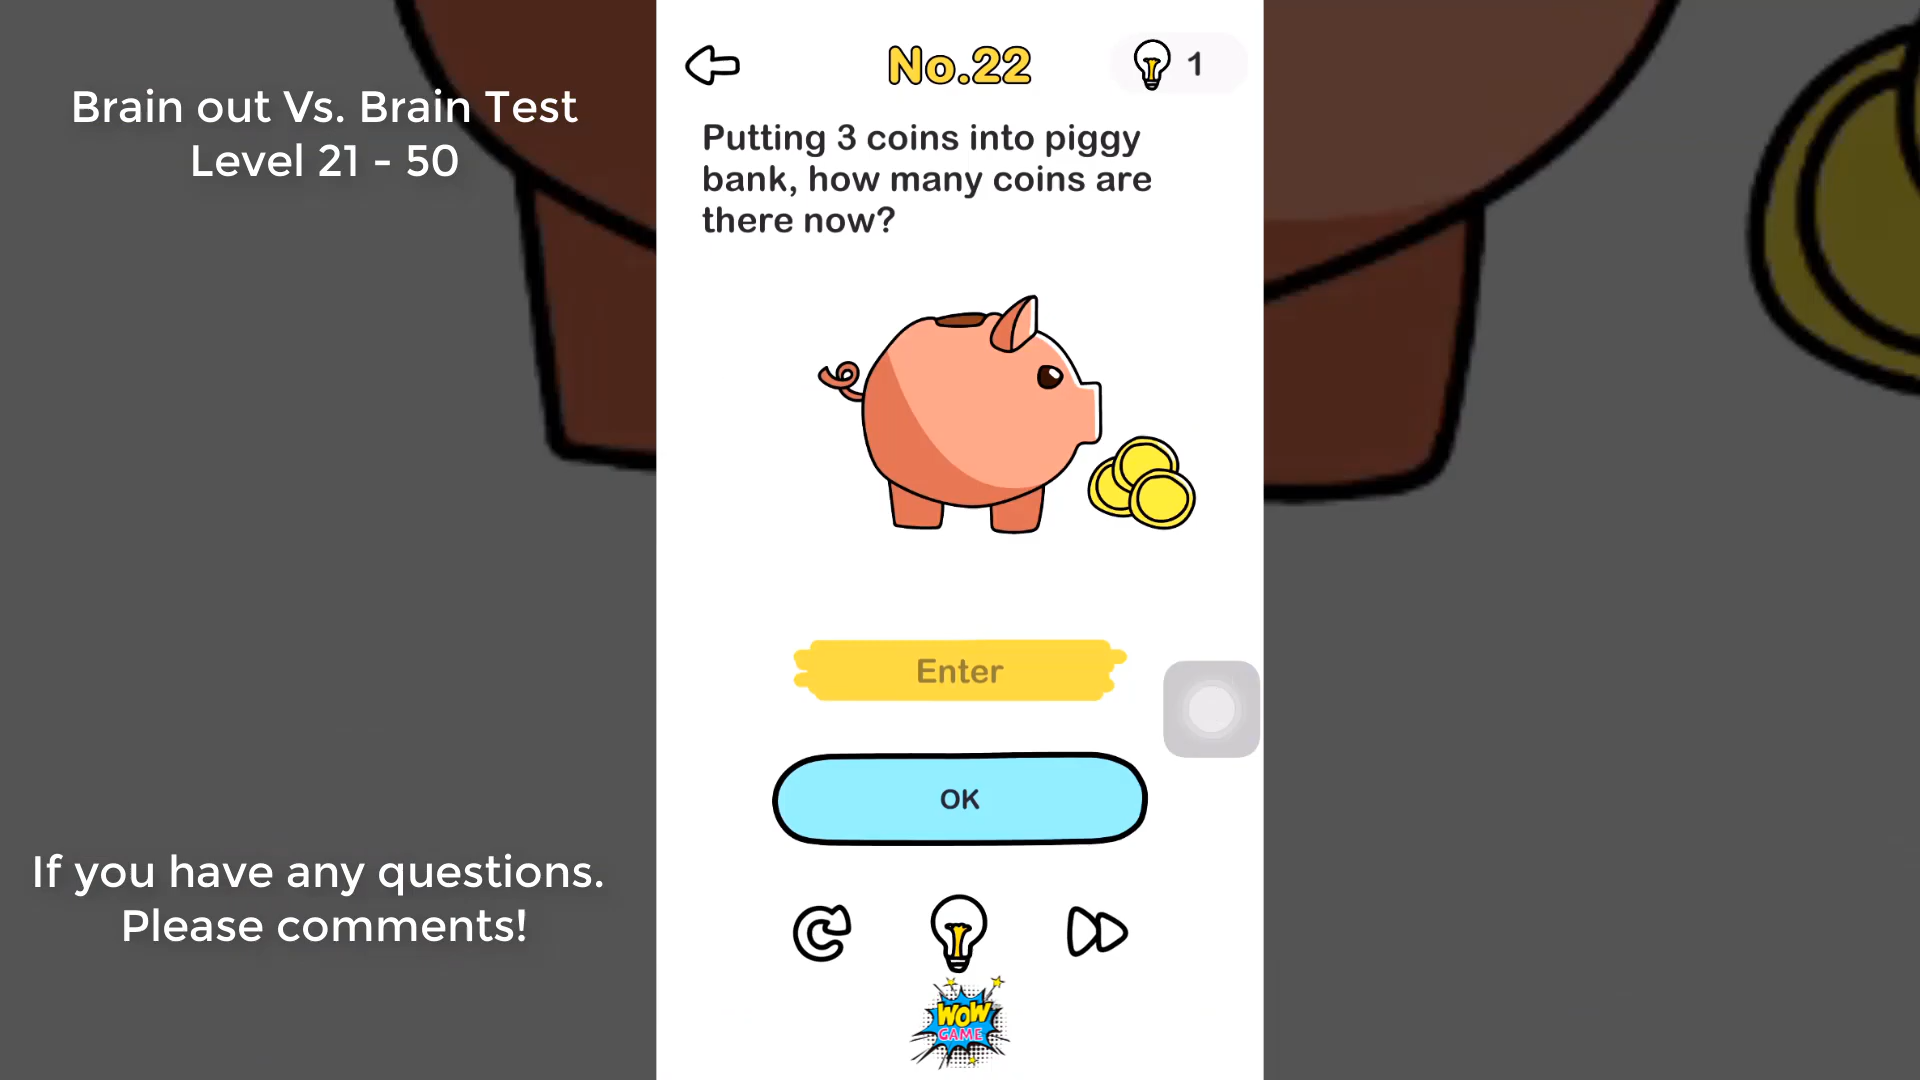 Brain out Vs. Brain Test
Level 21 - 50
No.22
1
Putting 3 coins into piggy
bank, how many coins are
there now?
Enter
OK
If you have any questions.
Please comments!
WOW
GAME